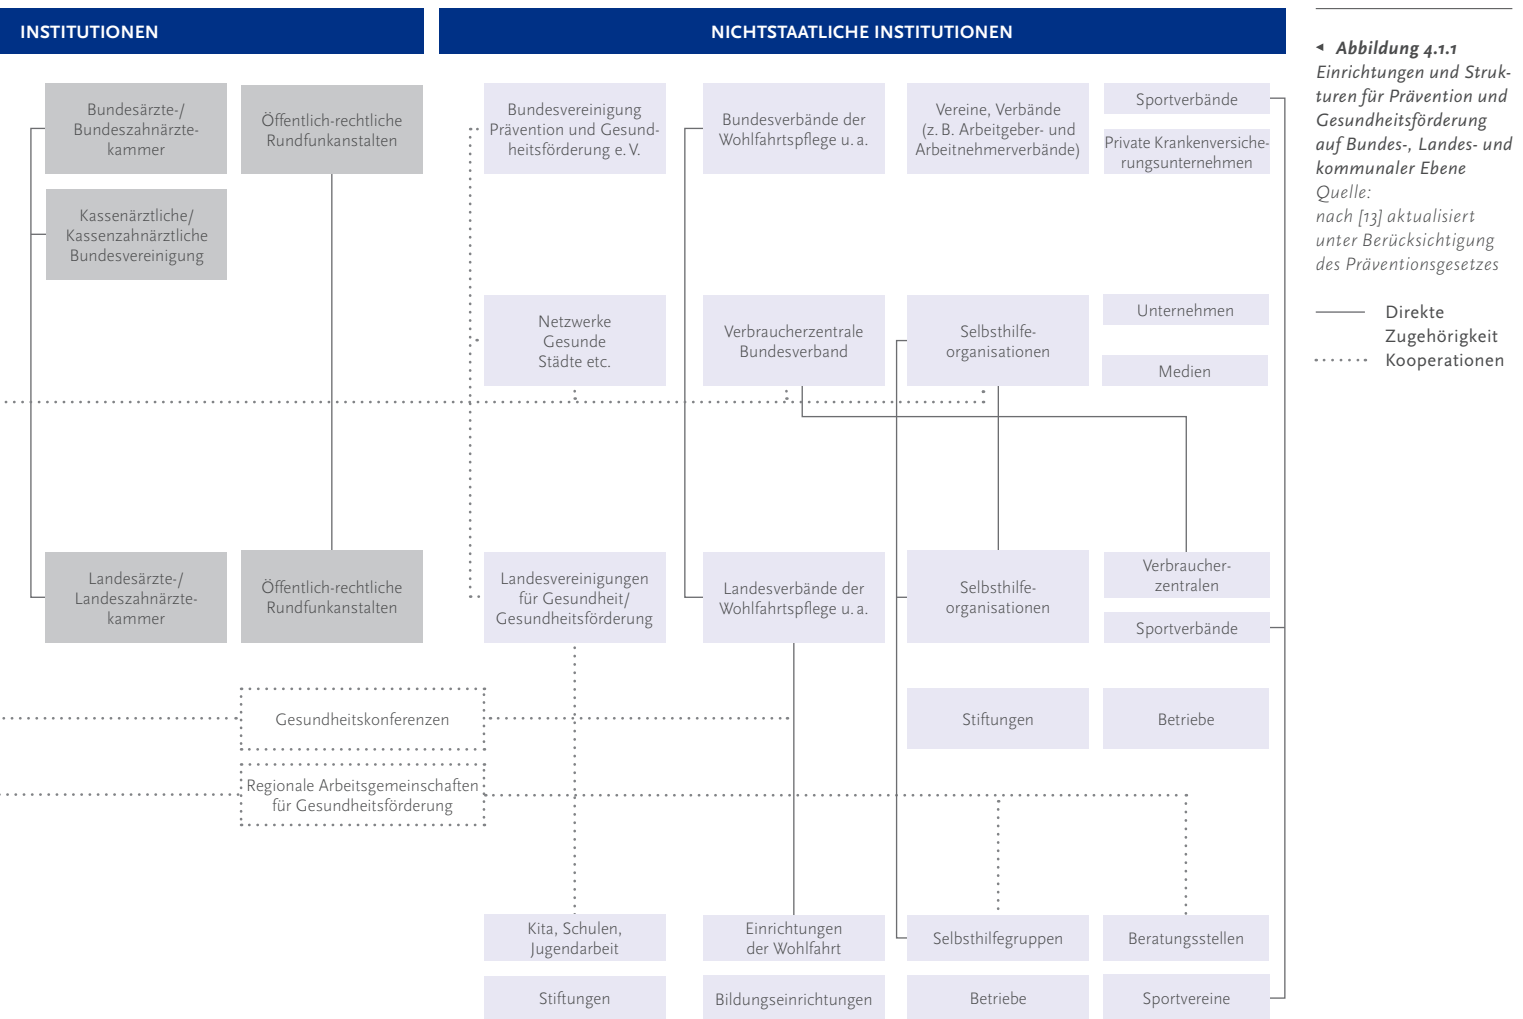 INSTITUTIONEN
NICHTSTAATLICHE INSTITUTIONEN
Bundesärzte-/
Bundeszahnärzte-
kammer
Öffentlich-rechtliche
Rundfunkanstalten
Bundesvereinigung
Prävention und Gesund-
heitsförderung e. V.
Bundesverbände der
Wohlfahrtspflege u. a.
Vereine, Verbände
(z. B. Arbeitgeber- und
Arbeitnehmerverbände)
Sportverbände
Private Krankenversiche-
rungsunternehmen
Kassenärztliche/
Kassenzahnärztliche
Bundesvereinigung
Netzwerke
Gesunde
Städte etc.
Verbraucherzentrale
Bundesverband
Selbsthilfe-
organisationen
Unternehmen
Medien
Landesärzte-/
Landeszahnärzte-
kammer
Öffentlich-rechtliche
Rundfunkanstalten
Landesvereinigungen
für Gesundheit/
Gesundheitsförderung
Landesverbände der
Wohlfahrtspflege u. a.
Selbsthilfe-
organisationen
Verbraucher-
zentralen
Sportverbände
Gesundheitskonferenzen
Stiftungen
Betriebe
Regionale Arbeitsgemeinschaften
für Gesundheitsförderung
Kita, Schulen,
Jugendarbeit
Einrichtungen
der Wohlfahrt
Selbsthilfegruppen
Beratungsstellen
Stiftungen
Bildungseinrichtungen
Betriebe
Sportvereine
◂ Abbildung 4.1.1
Einrichtungen und Struk-
turen für Prävention und
Gesundheitsförderung
auf Bundes-, Landes- und
kommunaler Ebene
Quelle:
nach [13] aktualisiert
unter Berücksichtigung
des Präventionsgesetzes
Direkte
Zugehörigkeit
Kooperationen